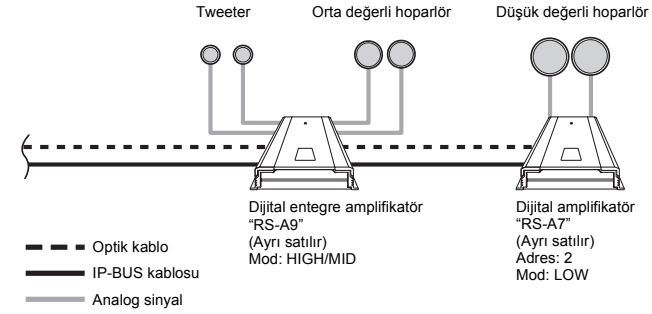 Tweeter
Orta değerli hoparlör
Düşük değerli hoparlör
Dijital entegre amplifikatör
“RS-A9”
(Ayrı satılır)
Mod: HIGH/MID
Dijital amplifikatör
“RS-A7”
(Ayrı satılır)
Adres: 2
Mod: LOW
Optik kablo
IP-BUS kablosu
Analog sinyal